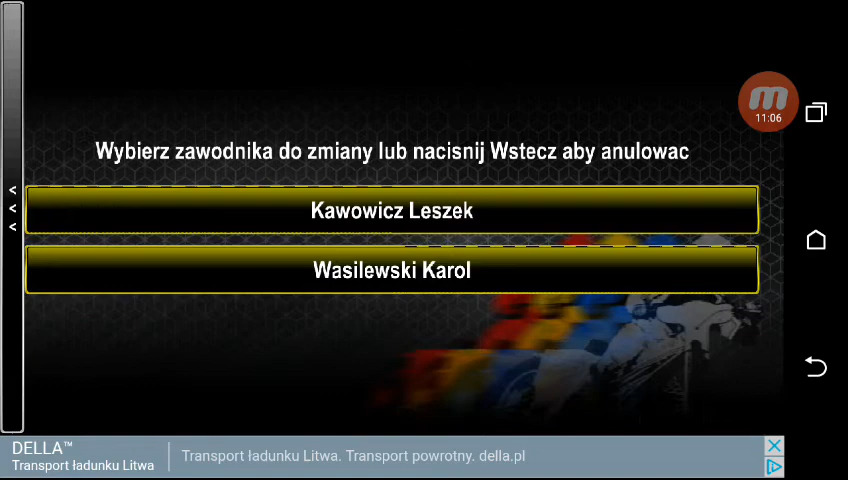 11:06
Wybierz zawodnika do zmiany lub nacisnij Wstecz aby anulowac
<
<
<
Kawowicz Leszek
Wasilewski Karol
DELLA™
Transport ładunku Litwa
Transport ładunku Litwa. Transport powrotny. della.pl